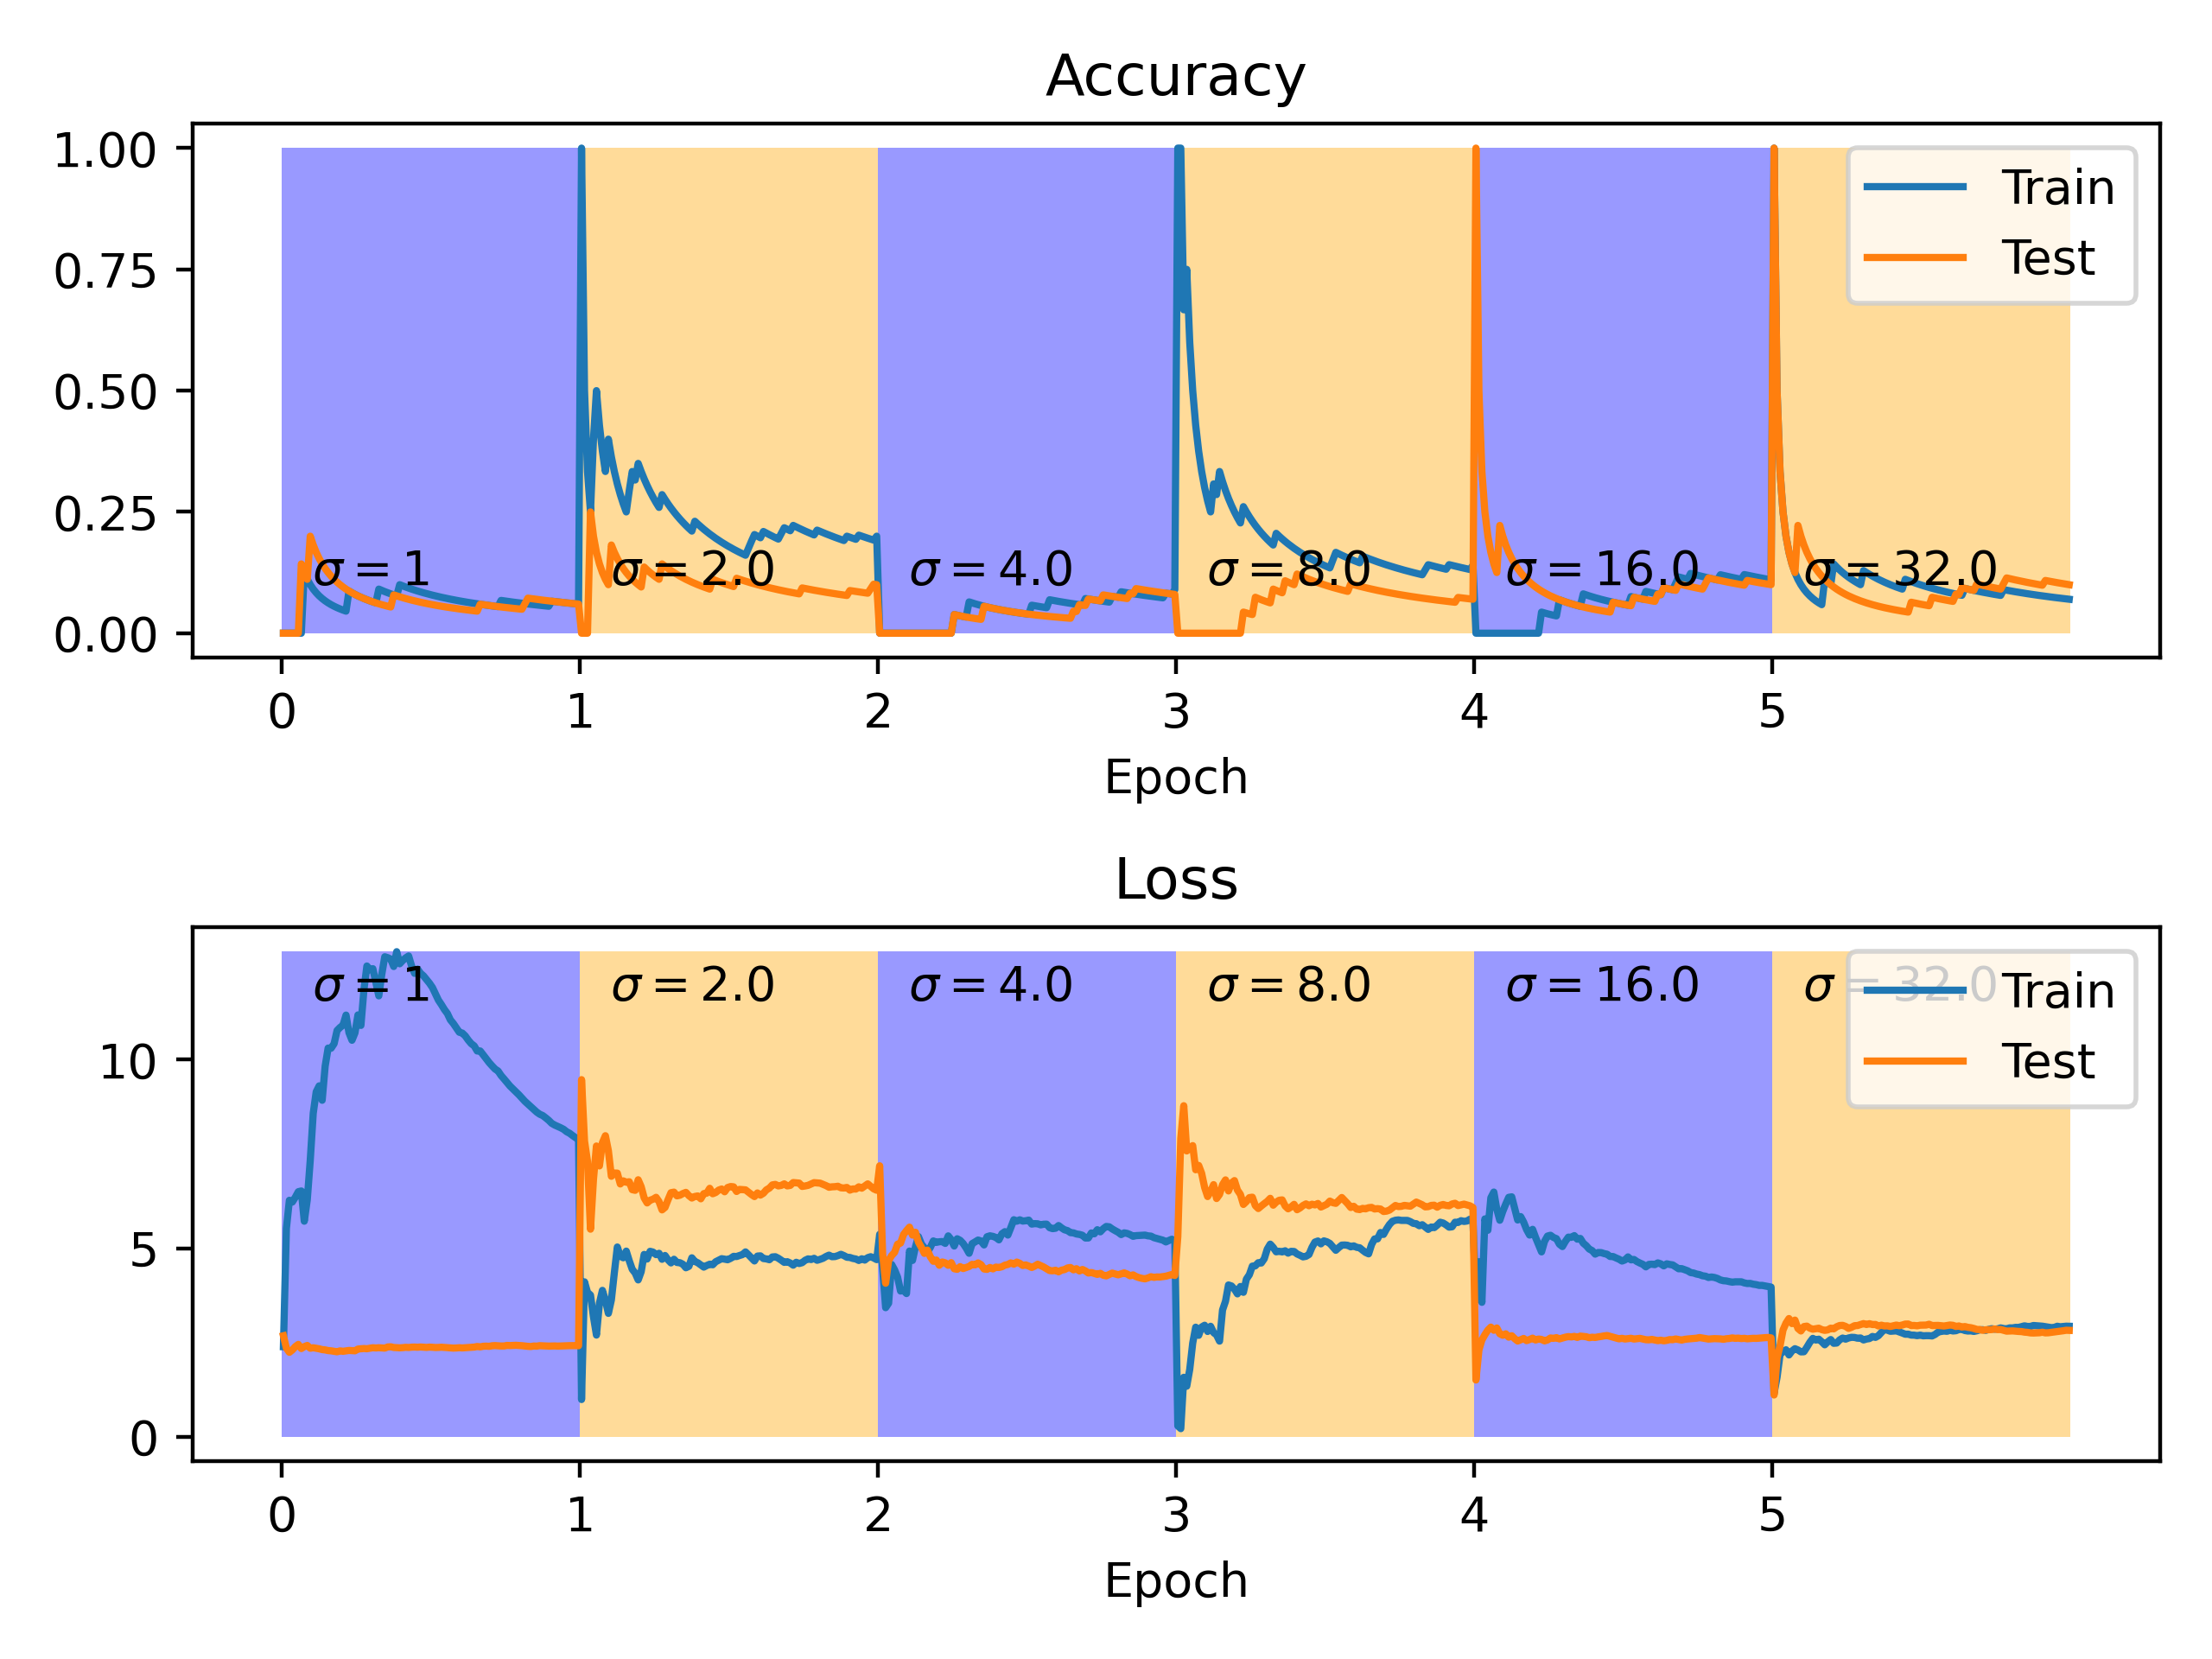 Accuracy
1.00
0.75
0.50
0.25
0.00
Train
Test
σ = 1
σ = 2.0
σ = 4.0
σ = 8.0
σ = 16.0
σ = 32.0
0 1 2 3 4 5
Epoch
Loss
10
5
0
σ = 1
σ = 2.0
σ = 4.0
σ = 8.0
σ = 16.0
σ = 32.0
Train
Test
0 1 2 3 4 5
Epoch